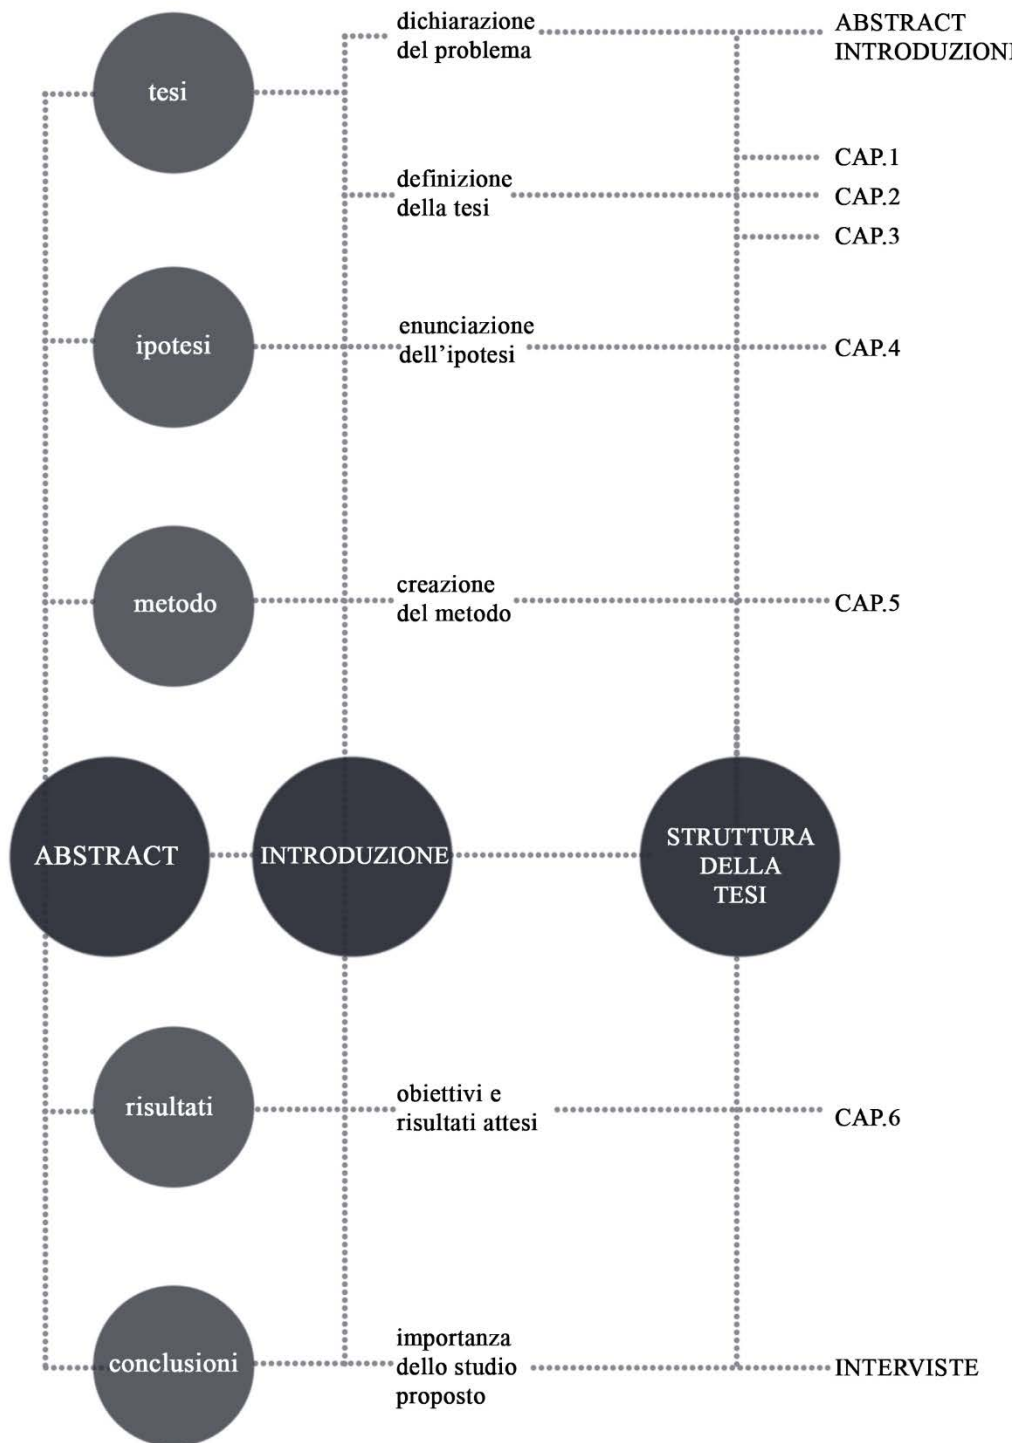 dichiarazione
del problema
ABSTRACT
INTRODUZIONE
tesi
CAP.1
definizione
della tesi
CAP.2
CAP.3
ipotesi
enunciazione
dell’ipotesi
CAP.4
metodo
creazione
del metodo
CAP.5
ABSTRACT
INTRODUZIONE
STRUTTURA
DELLA
TESI
risultati
obiettivi e
risultati attesi
CAP.6
conclusioni
importanza
dello studio
proposto
INTERVISTE